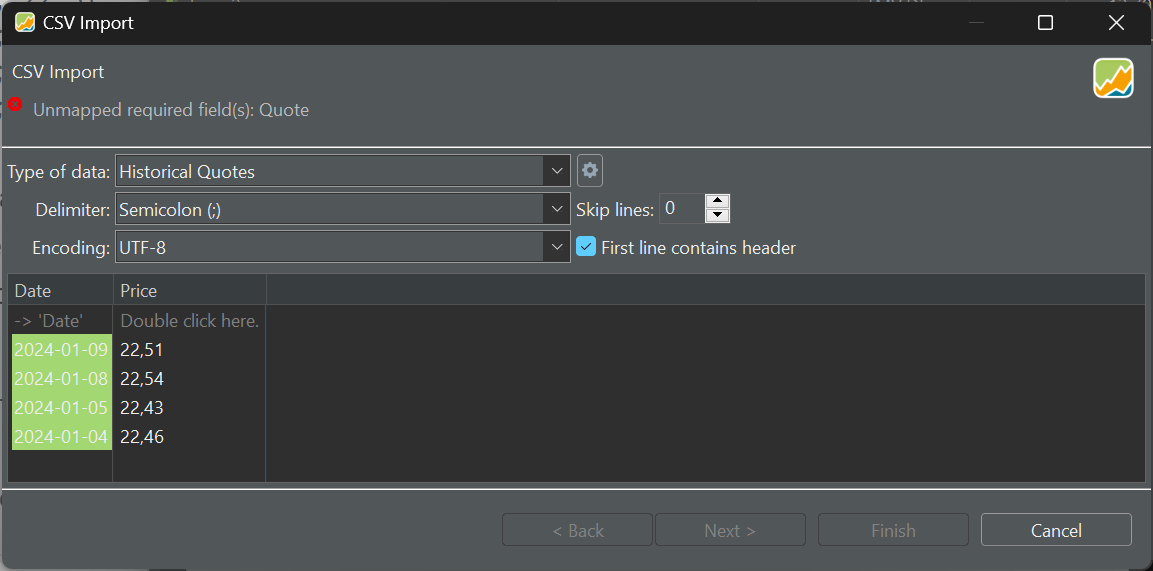 CSV Import
CSV Import
Unmapped required field(s): Quote
Type of data: Historical Quotes
Delimiter: Semicolon (;) Skip lines: 0
Encoding: UTF-8 First line contains header
Date Price
-> 'Date' Double click here.
2024-01-09 22,51
2024-01-08 22,54
2024-01-05 22,43
2024-01-04 22,46
< Back Next > Finish Cancel